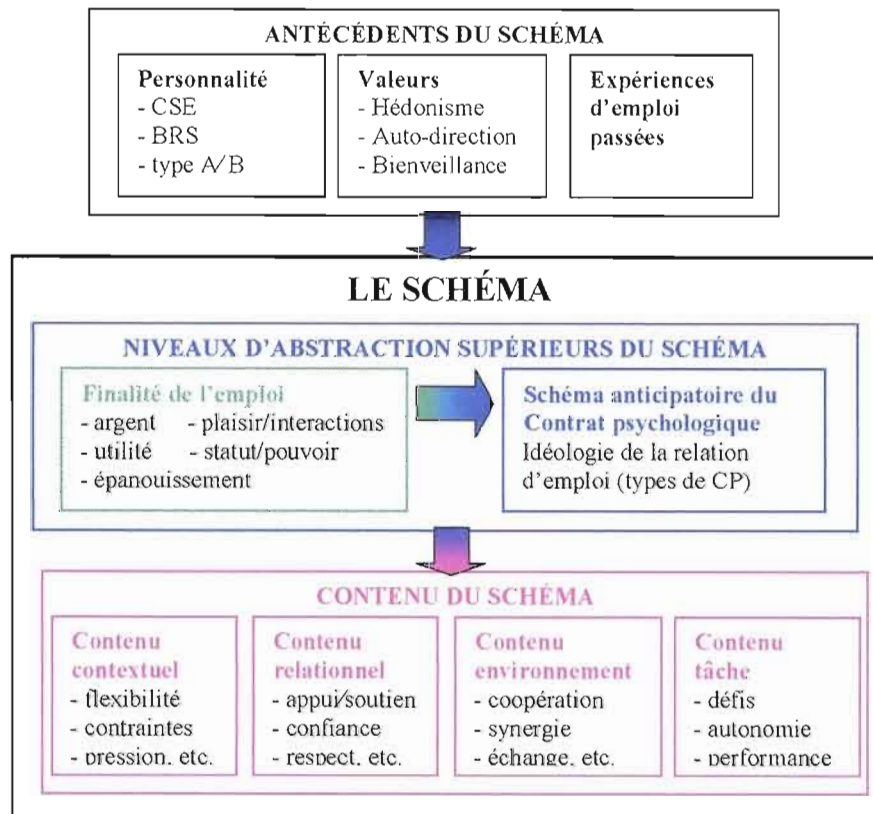 ANTÉCÉDENTS DU SCHÉMA
Personnalité
- CSE
- BRS
- type A/B
Valeurs
- Hédonisme
- Auto-direction
- Bienveillance
Expériences
d'emploi
passées
LE SCHÉMA
NIVEAUX D'ABSTRACTION SUPÉRIEURS DU SCHÉMA
Finalité de l'emploi
- argent - plaisir/interactions
- utilité - statut/pouvoir
- épanouissement
Schéma anticipatoire du
Contrat psychologique
Idéologie de la relation
d'emploi (types de CP)
CONTENU DU SCHÉMA
Contenu
contextuel
- flexibilité
- contraintes
- pression, etc.
Contenu
relationnel
- appui/soutien
- confiance
- respect, etc.
Contenu
environnement
- coopération
- synergie
- échange, etc.
Contenu
tâche
- défis
- autonomie
- performance